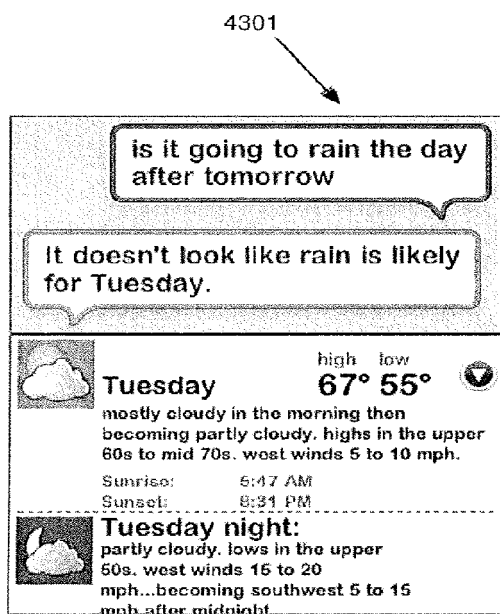 4301
is it going to rain the day
after tomorrow
It doesn't look like rain is likely
for Tuesday.
high low
Tuesday 67° 55°
mostly cloudy in the morning then
becoming partly cloudy. highs in the upper
60s to mid 70s. west winds 5 to 10 mph.
Sunrise: 5:47 AM
Sunset: 8:31 PM
Tuesday night:
partly cloudy. lows in the upper
50s. west winds 15 to 20
mph...becoming southwest 5 to 15
mph after midnight